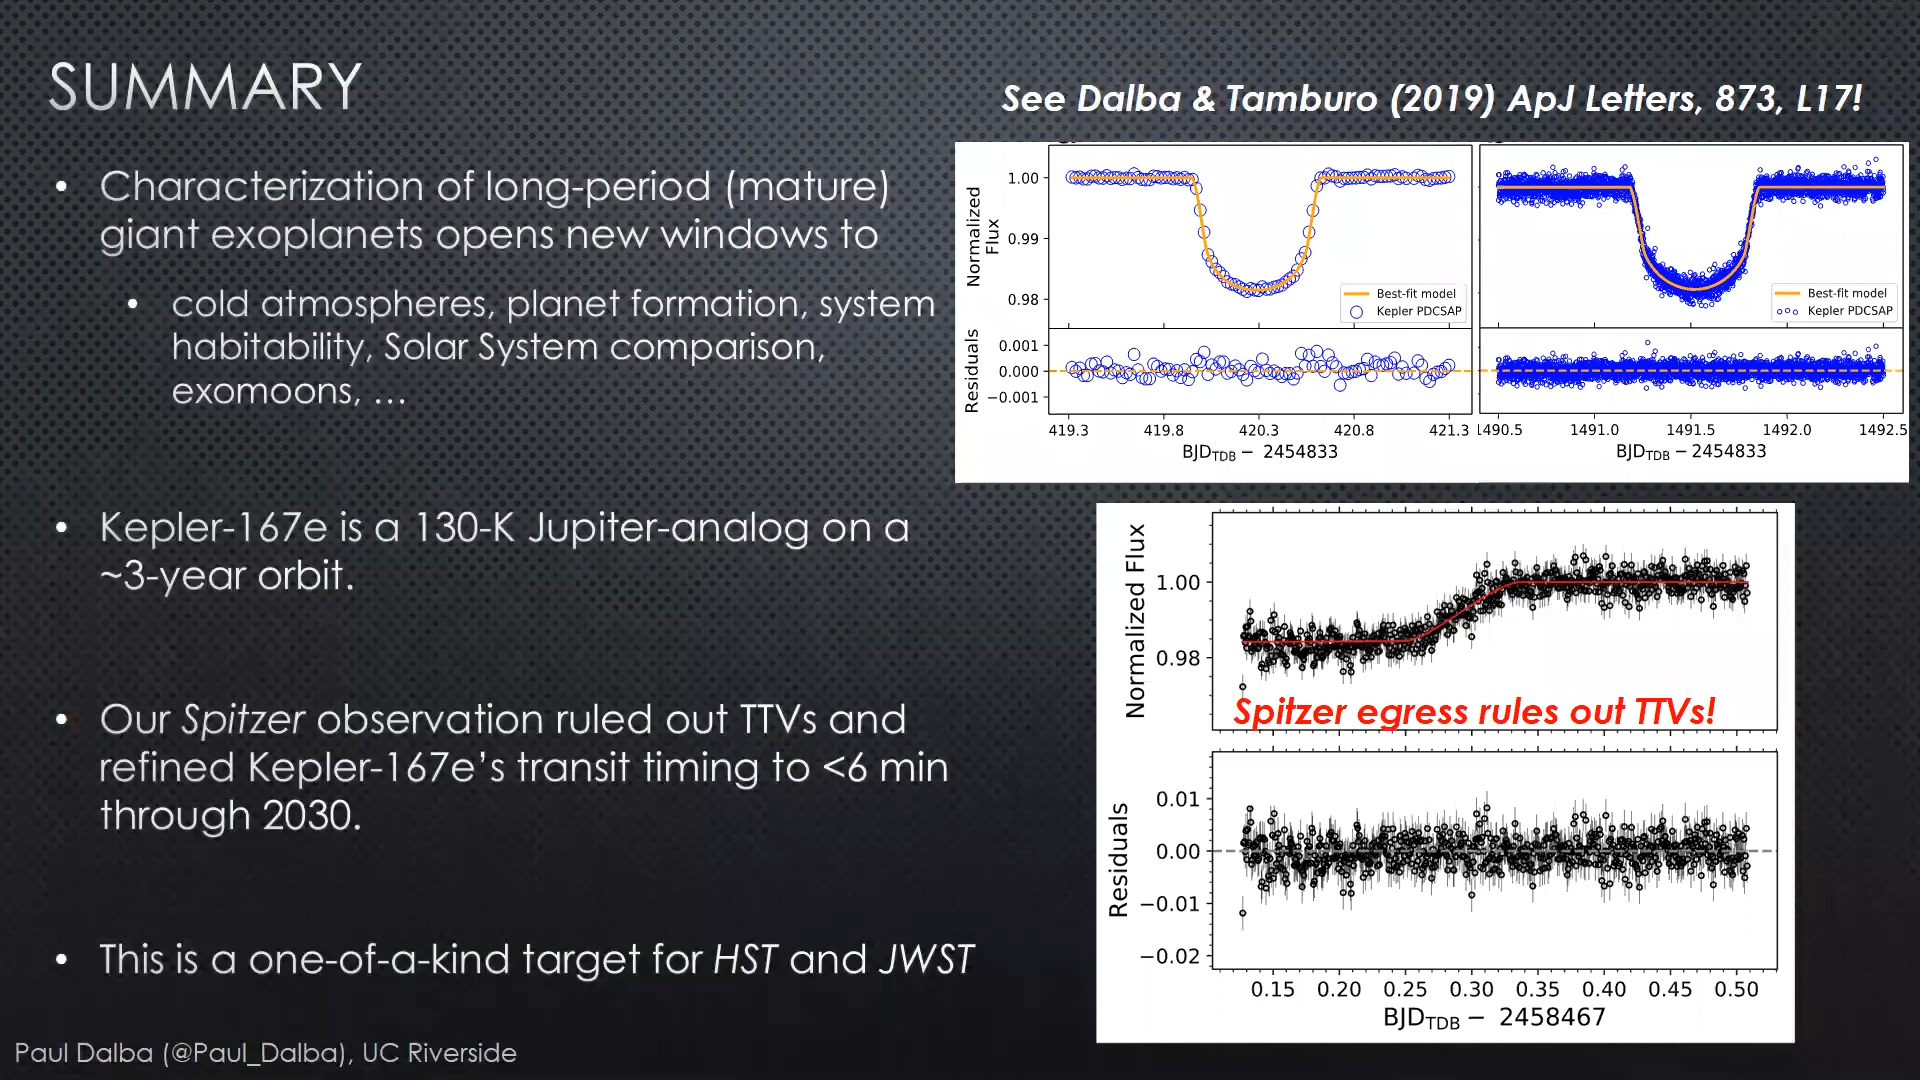 SUMMARY
See Dalba & Tamburo (2019) ApJ Letters, 873, L17!
• Characterization of long-period (mature)
giant exoplanets opens new windows to
• cold atmospheres, planet formation, system
habitability, Solar System comparison,
exomoons, …
• Kepler-167e is a 130-K Jupiter-analog on a
~3-year orbit.
• Our Spitzer observation ruled out TTVs and
refined Kepler-167e’s transit timing to <6 min
through 2030.
• This is a one-of-a-kind target for HST and JWST
Paul Dalba (@Paul_Dalba), UC Riverside
Normalized
Flux
1.00
0.99
0.98
Best-fit model
Kepler PDCSAP
Residuals
0.001
0.000
−0.001
419.3 419.8 420.3 420.8 421.3
BJDTDB − 2454833
Best-fit model
Kepler PDCSAP
1490.5 1491.0 1491.5 1492.0 1492.5
BJDTDB − 2454833
Normalized Flux
1.00
0.98
Spitzer egress rules out TTVs!
Residuals
0.01
0.00
−0.01
−0.02
0.15 0.20 0.25 0.30 0.35 0.40 0.45 0.50
BJDTDB − 2458467